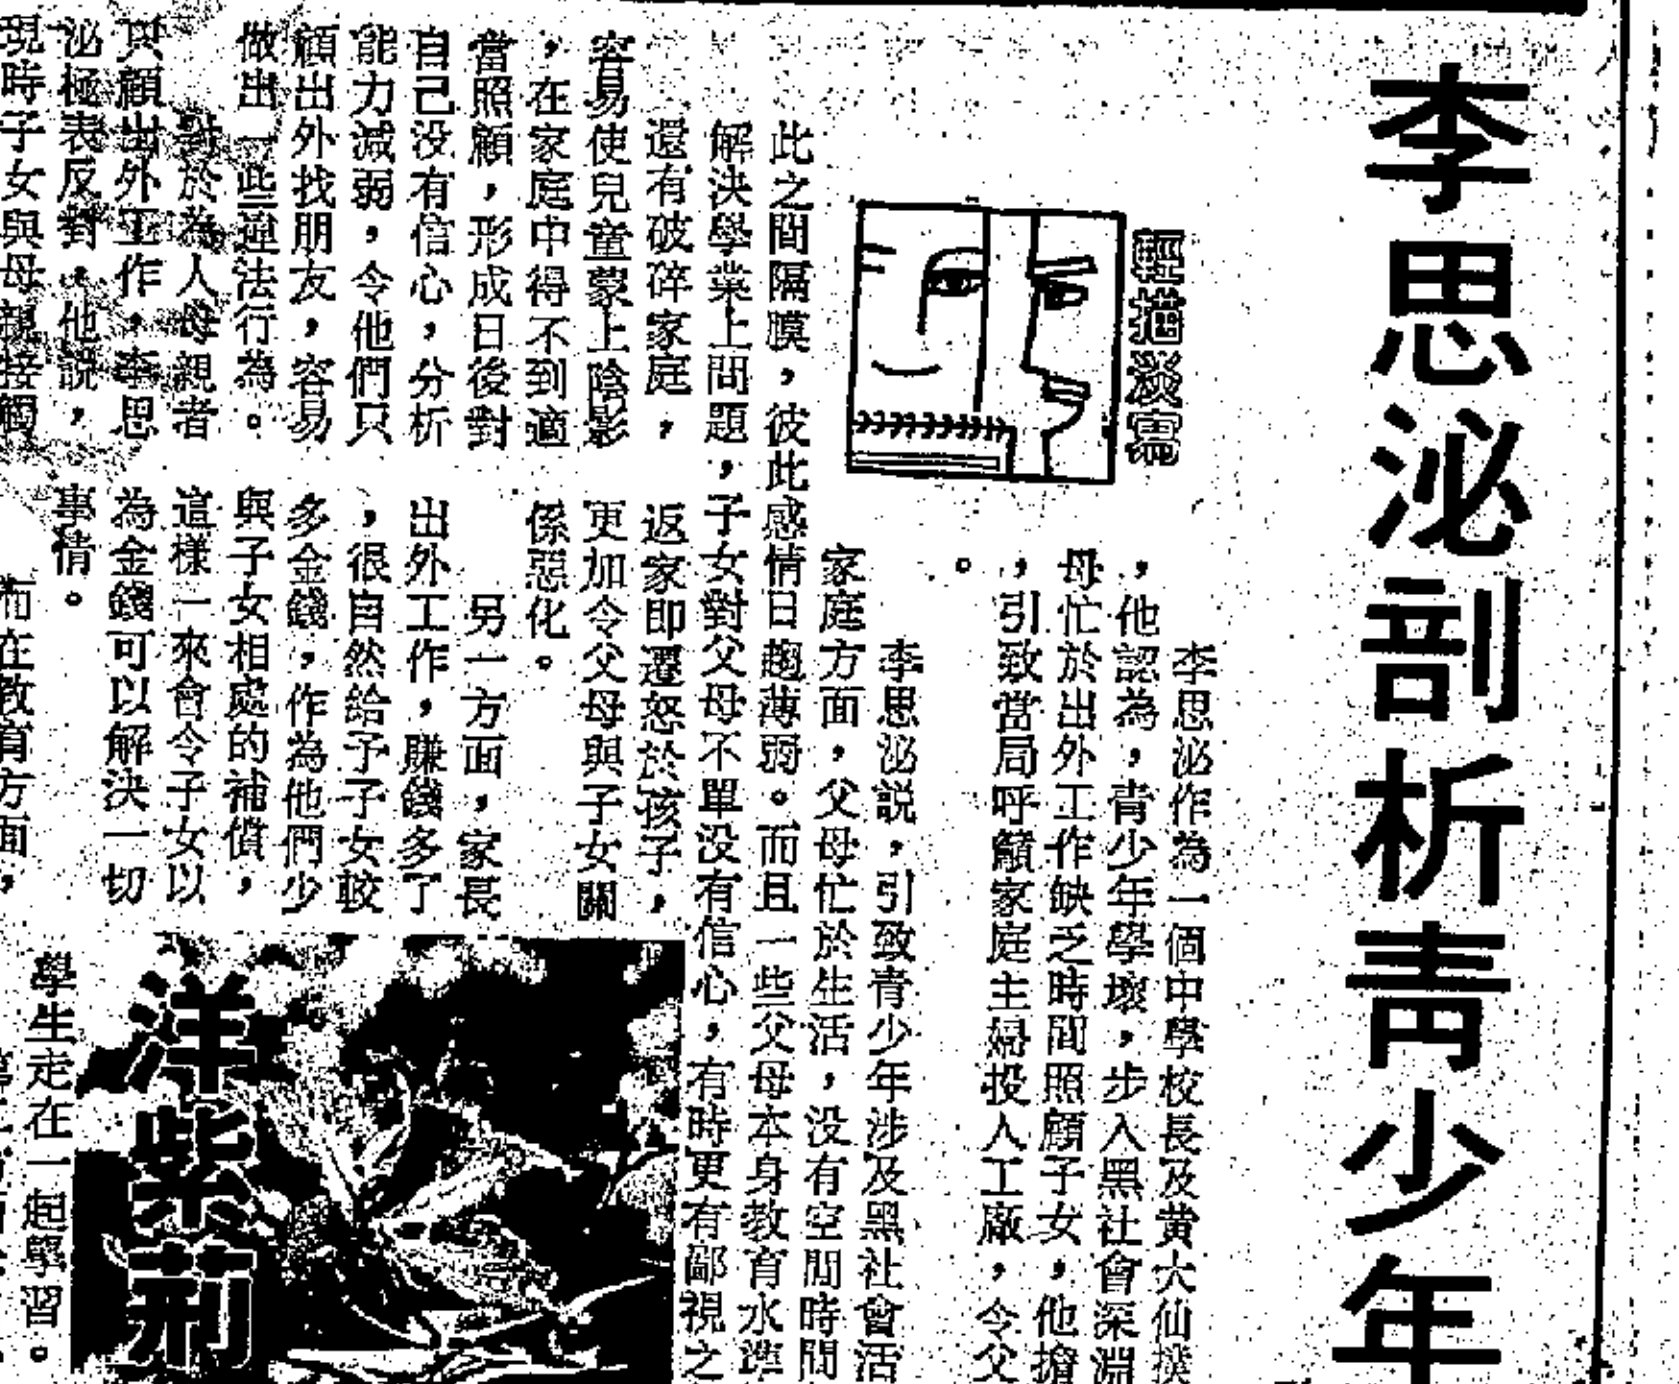 李思泌剖析青少年
輕描淡寫
李思泌作為一個中學校長及黄大仙
，他認為，青少年學壞，步入黑社會深淵
母忙於出外工作缺乏時間照顧子女，他擔
，引致當局呼籲家庭主婦投入工廠，令父
。
李思泌説，引致青少年涉及黑社會活
家庭方面，父母忙於生活，没有空閒時間
此之間隔膜，彼此感情日趨薄弱。而且一些父母本身教育水準
解決學業上問題，子女對父母不單没有信心，有時更有鄙視之
還有破碎家庭，
容易使兒童蒙上陰影
，在家庭中得不到適
當照顧，形成日後對
自己没有信心，分析
能力減弱，令他們只
顧出外找朋友，容易
做出一些違法行為。
對於為人母親者
只顧出外工作，李思
泌極表反對。他説，
現時子女與母親接觸
返家即遷怒於孩子，
更加令父母與子女關
係惡化。
另一方面，家長
出外工作，賺錢多了
，很自然給予子女較
多金錢，作為他們少
與子女相處的補償，
這樣一來會令子女以
為金錢可以解決一切
事情。
而在教育方面，
學生走在一起學習。
洋紫荊